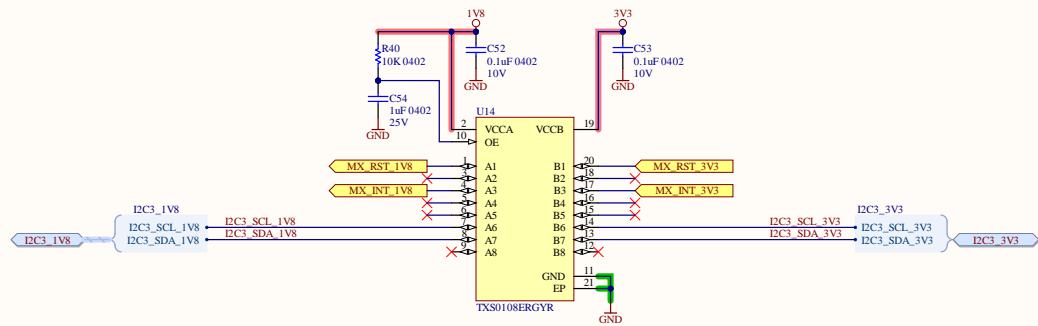 1V8
3V3
R40
10K 0402
C52
0.1uF 0402
10V
GND
C53
0.1uF 0402
10V
GND
C54
1uF 0402
25V
GND
U14
2 VCCA VCCB 19
10 OE
MX_RST_1V8 1 A1 B1 20 MX_RST_3V3
3 A2 B2 18
MX_INT_1V8 4 A3 B3 17 MX_INT_3V3
5 A4 B4 16
6 A5 B5 15
I2C3_1V8 I2C3_3V3
I2C3_SCL_1V8 I2C3_SCL_1V8 7 A6 B6 14 I2C3_SCL_3V3 I2C3_SCL_3V3
I2C3_1V8 I2C3_SDA_1V8 I2C3_SDA_1V8 8 A7 B7 13 I2C3_SDA_3V3 I2C3_SDA_3V3 I2C3_3V3
9 A8 B8 12
GND 11
EP 21
TXS0108ERGYR
GND